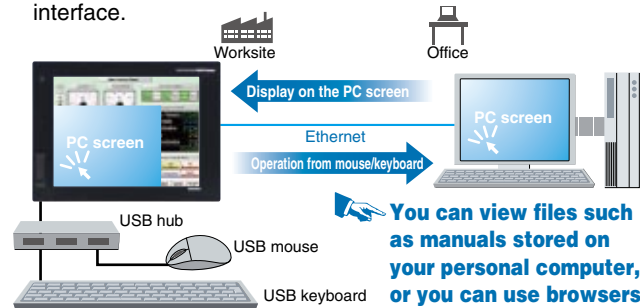 interface.
Worksite
Office
Display on the PC screen
PC screen
PC screen
Ethernet
Operation from mouse/keyboard
USB hub
USB mouse
USB keyboard
You can view files such
as manuals stored on
your personal computer,
or you can use browsers